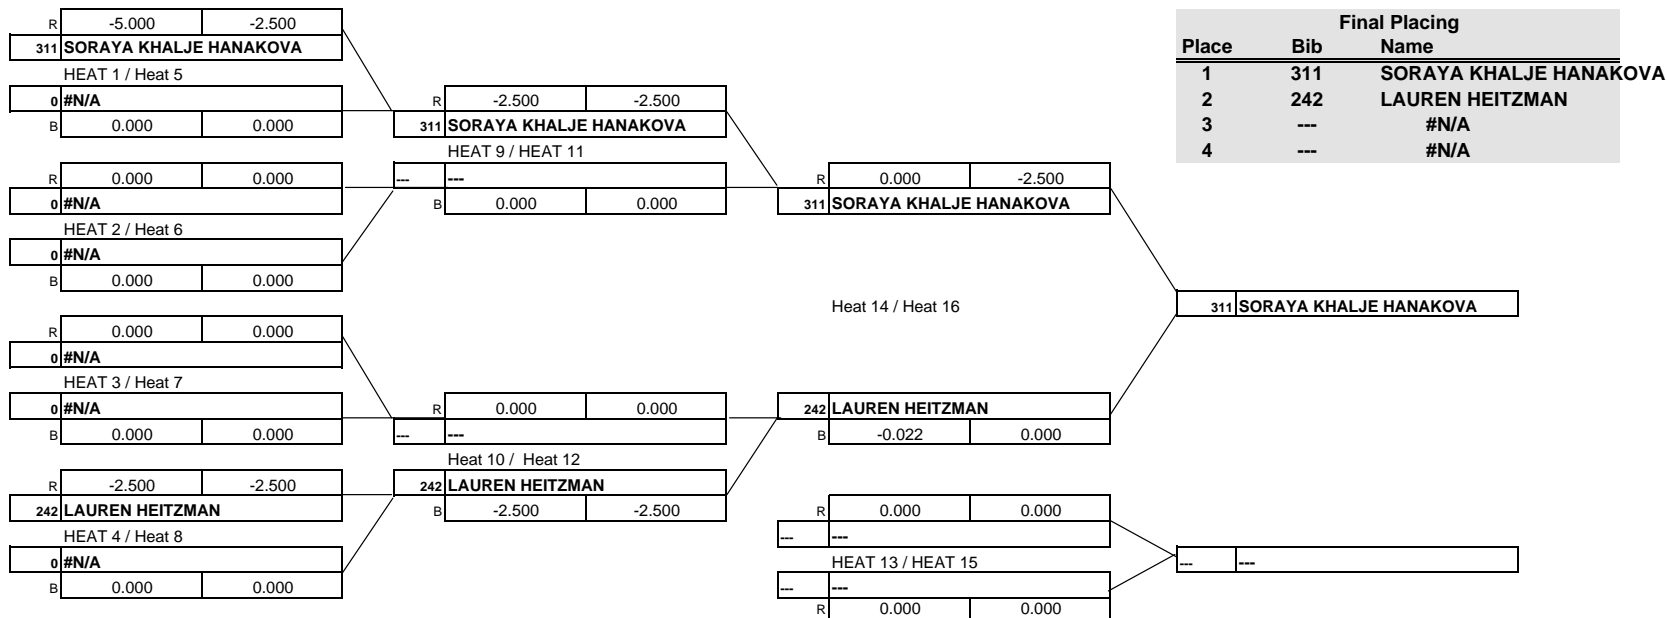 R -5.000 -2.500
311 SORAYA KHALJE HANAKOVA
HEAT 1 / Heat 5
0 #N/A
B 0.000 0.000
R 0.000 0.000
0 #N/A
HEAT 2 / Heat 6
0 #N/A
B 0.000 0.000
R 0.000 0.000
0 #N/A
HEAT 3 / Heat 7
0 #N/A
B 0.000 0.000
R -2.500 -2.500
242 LAUREN HEITZMAN
HEAT 4 / Heat 8
0 #N/A
B 0.000 0.000
R -2.500 -2.500
311 SORAYA KHALJE HANAKOVA
HEAT 9 / HEAT 11
--- ---
B 0.000 0.000
R 0.000 0.000
--- ---
Heat 10 / Heat 12
242 LAUREN HEITZMAN
B -2.500 -2.500
R 0.000 -2.500
311 SORAYA KHALJE HANAKOVA
Heat 14 / Heat 16
242 LAUREN HEITZMAN
B -0.022 0.000
R 0.000 0.000
--- ---
HEAT 13 / HEAT 15
--- ---
R 0.000 0.000
Final Placing
Place Bib Name
1 311 SORAYA KHALJE HANAKOVA
2 242 LAUREN HEITZMAN
3 --- #N/A
4 --- #N/A
311 SORAYA KHALJE HANAKOVA
--- ---